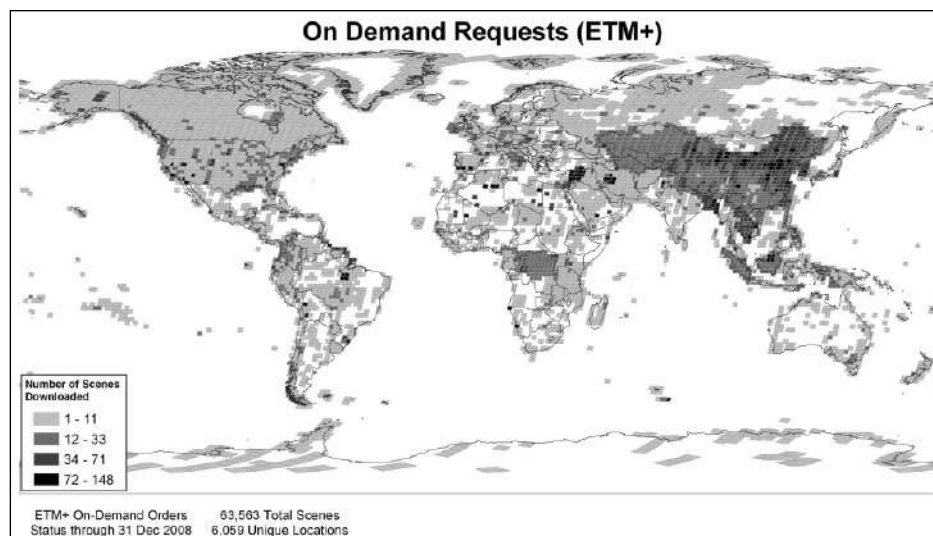 On Demand Requests (ETM+)
Number of Scenes
Downloaded
1 - 11
12 - 33
34 - 71
72 - 148
ETM+ On-Demand Orders 63,563 Total Scenes
Status through 31 Dec 2008 6,059 Unique Locations